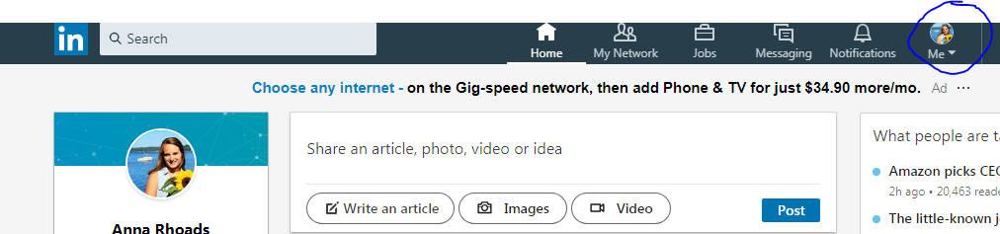 in Search
Home My Network Jobs Messaging Notifications Me
Choose any internet - on the Gig-speed network, then add Phone & TV for just $34.90 more/mo. Ad ...
Share an article, photo, video or idea
Write an article Images Video Post
Anna Rhoads
What people are
Amazon picks
2h ago • 20,463
The little-known